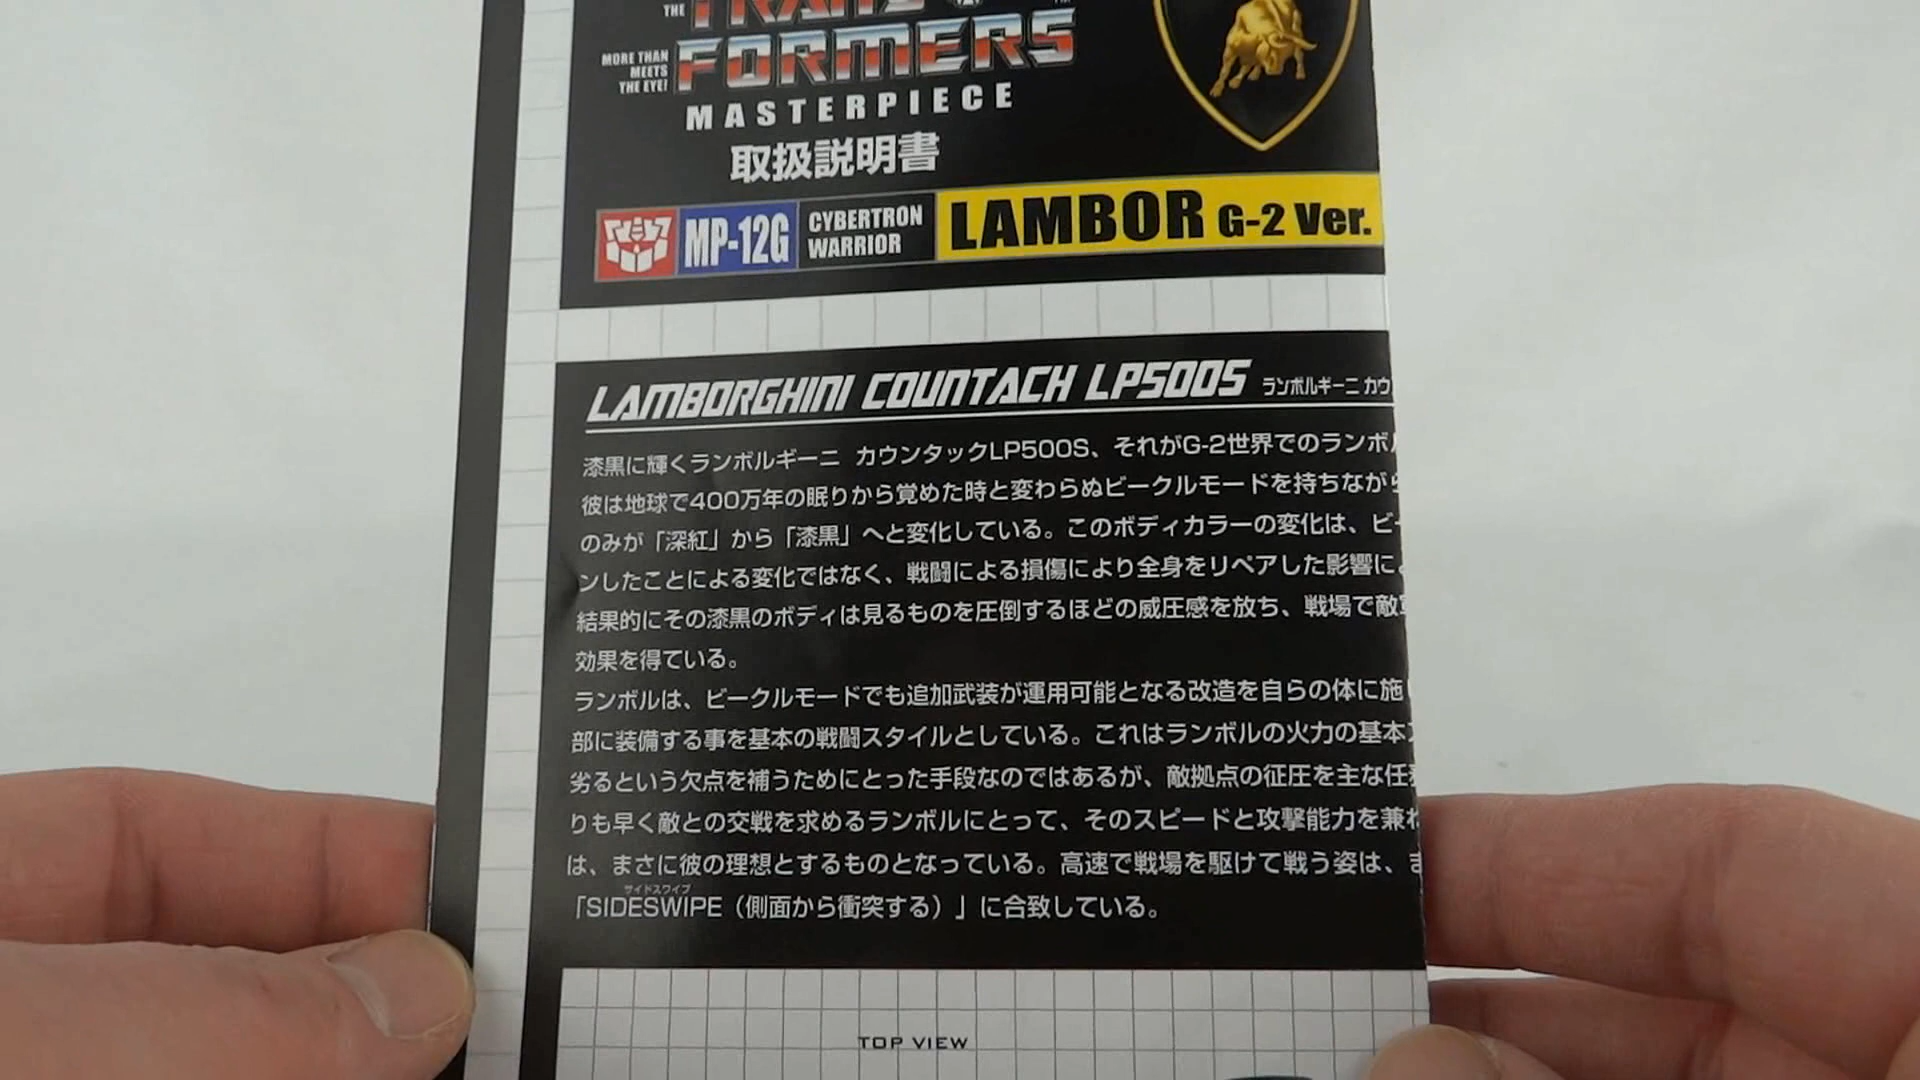 THE TRANSFORMERS
MORE THAN MEETS THE EYE!
MASTERPIECE
取扱説明書
MP-12G CYBERTRON WARRIOR LAMBOR G-2 Ver.
LAMBORGHINI COUNTACH LP500S ランボルギーニ カウ
漆黒に輝くランボルギーニ カウンタックLP500S、それがG-2世界でのランボ
彼は地球で400万年の眠りから覚めた時と変わらぬビークルモードを持ちなが
のみが「深紅」から「漆黒」へと変化している。このボディカラーの変化は、ビ
ンしたことによる変化ではなく、戦闘による損傷により全身をリペアした影響に
結果的にその漆黒のボディは見るものを圧倒するほどの威圧感を放ち、戦場で敵
効果を得ている。
ランボルは、ビークルモードでも追加武装が運用可能となる改造を自らの体に施
部に装備する事を基本の戦闘スタイルとしている。これはランボルの火力の基本
劣るという欠点を補うためにとった手段なのではあるが、敵拠点の征圧を主な任
りも早く敵との交戦を求めるランボルにとって、そのスピードと攻撃能力を兼
は、まさに彼の理想とするものとなっている。高速で戦場を駆けて戦う姿は、ま
サイドスワイプ
「SIDESWIPE（側面から衝突する）」に合致している。
TOP VIEW